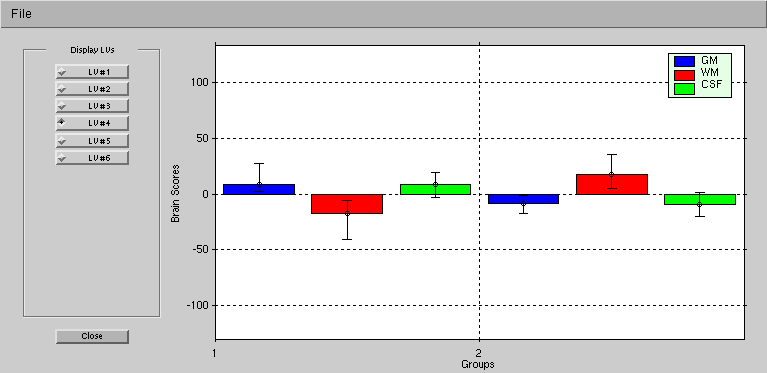 File
Display LVs
LV#1
LV#2
LV#3
LV#4
LV#5
LV#6
Close
Brain Scores
100
50
0
-50
-100
GM
WM
CSF
1
2
Groups